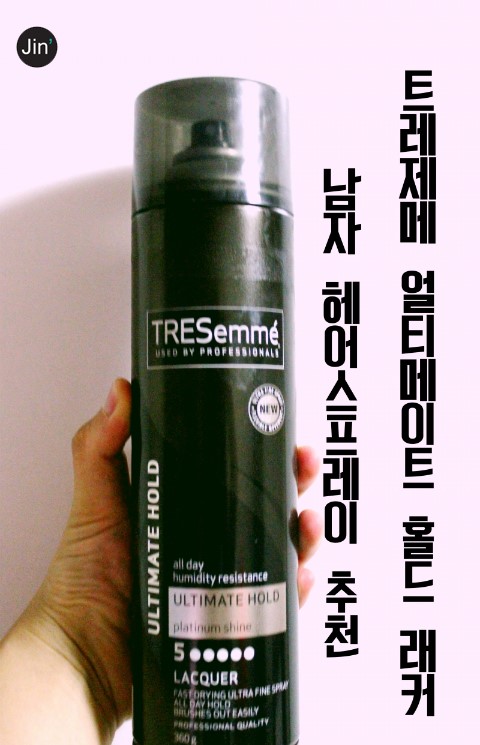 Jin'
트레제메 얼티메이트 홀드 래커
남자 헤어스프레이 추천
TRESemmé
USED BY PROFESSIONALS
NEW
ULTIMATE HOLD
all day
humidity resistance
ULTIMATE HOLD
platinum shine
5
LACQUER
FAST DRYING ULTRA FINE SPRAY
ALL DAY HOLD
BRUSHES OUT EASILY
PROFESSIONAL QUALITY
360g